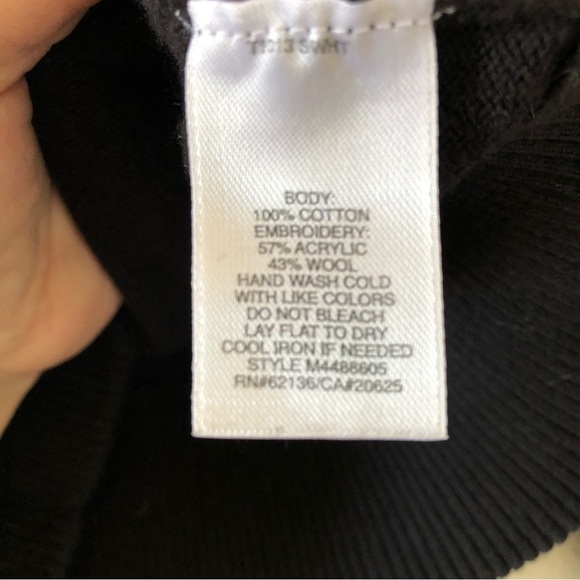 BODY:
100% COTTON
EMBROIDERY:
57% ACRYLIC
43% WOOL
HAND WASH COLD
WITH LIKE COLORS
DO NOT BLEACH
LAY FLAT TO DRY
COOL IRON IF NEEDED
STYLE M4488605
RN#62136/CA#20625